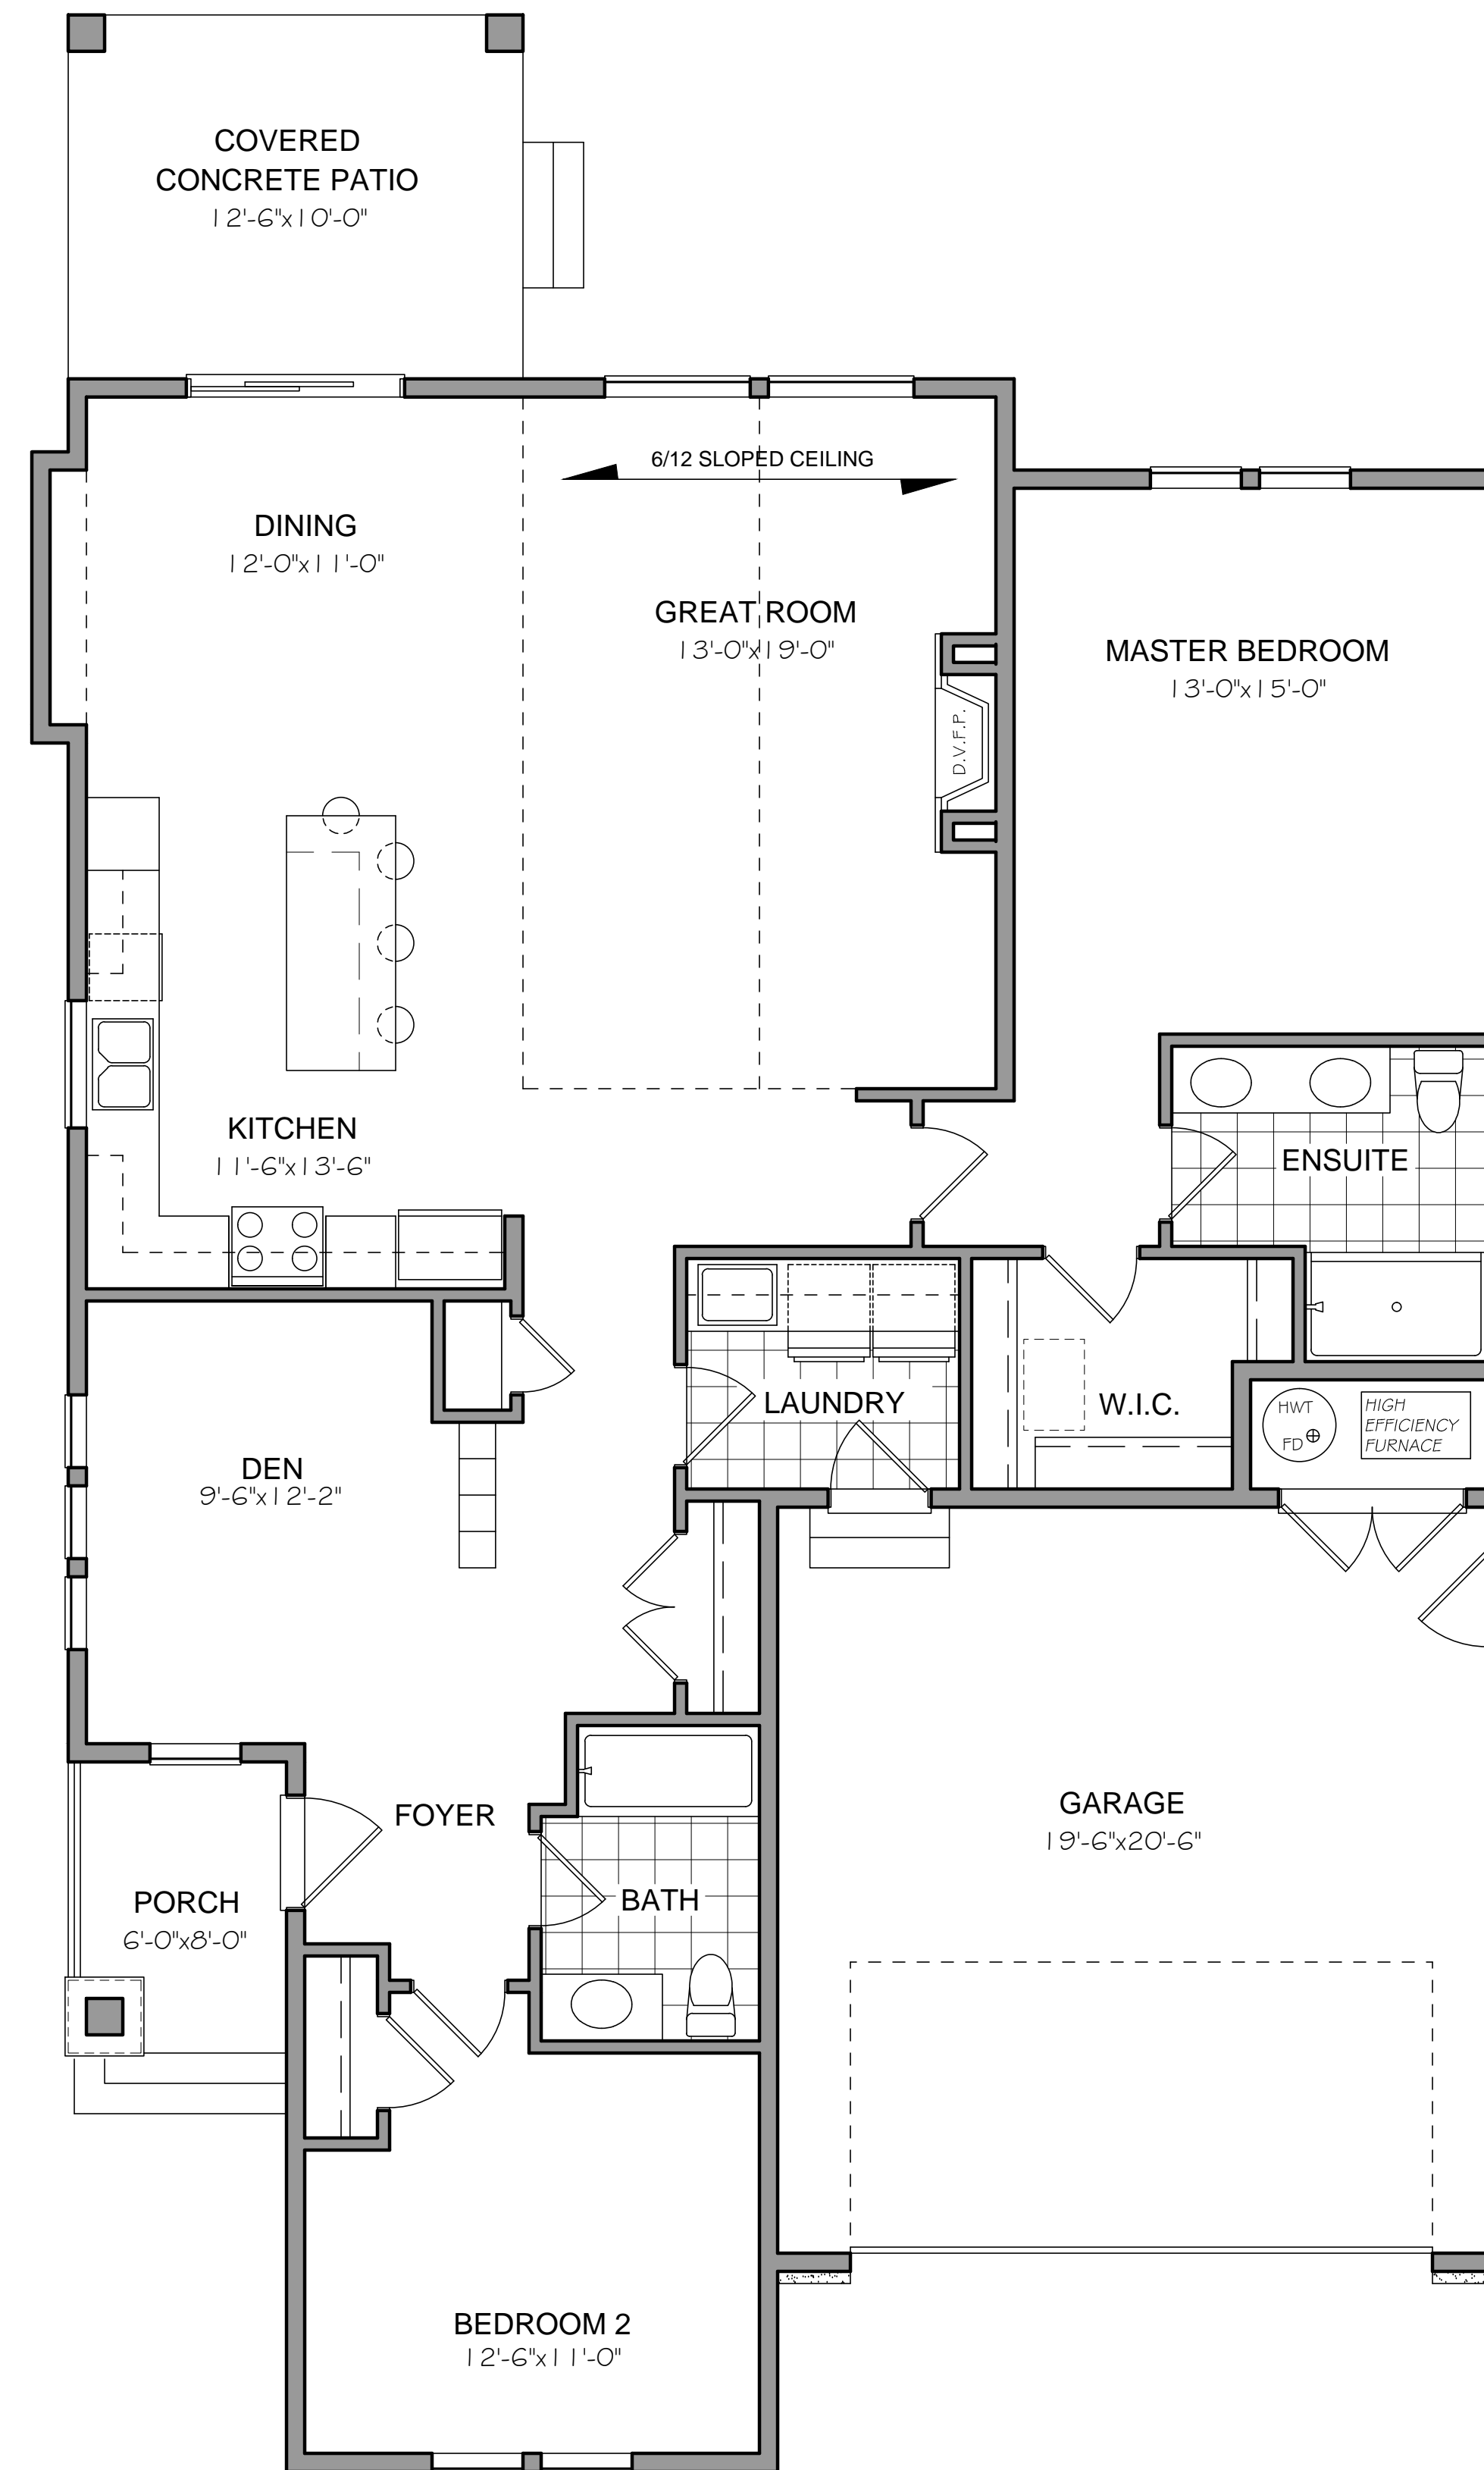 COVERED
CONCRETE PATIO
12'-6"x10'-0"
6/12 SLOPED CEILING
DINING
12'-0"x11'-0"
GREAT ROOM
13'-0"x19'-0"
MASTER BEDROOM
13'-0"x15'-0"
D.V.F.P.
KITCHEN
11'-6"x13'-6"
ENSUITE
LAUNDRY
W.I.C.
HWT
FD
HIGH
EFFICIENCY
FURNACE
DEN
9'-6"x12'-2"
FOYER
GARAGE
19'-6"x20'-6"
PORCH
6'-0"x8'-0"
BATH
BEDROOM 2
12'-6"x11'-0"